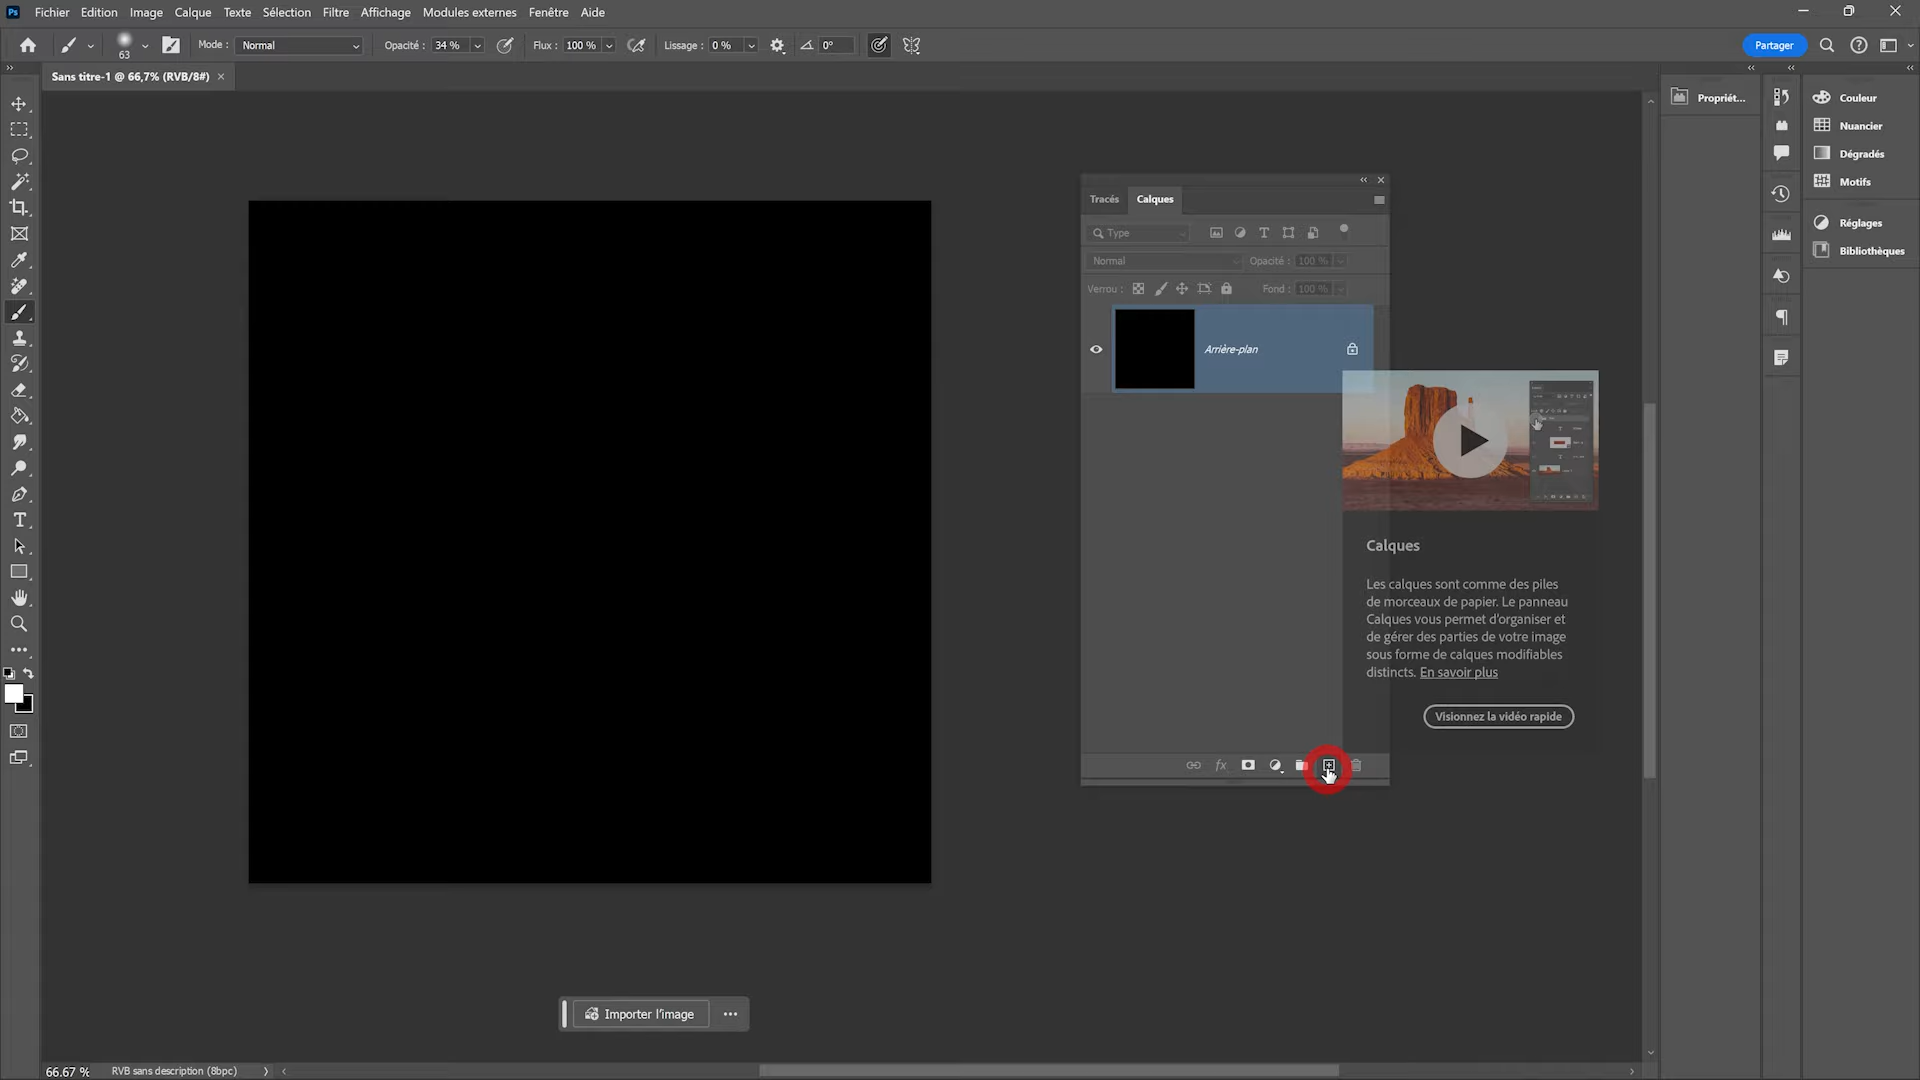 Ps Fichier Edition Image Calque Texte Sélection Filtre Affichage Modules externes Fenêtre Aide
63 Mode : Normal Opacité : 34 % Flux : 100 % Lissage : 0 % 0° Partager
Sans titre-1 @ 66,7% (RVB/8#)
Propriét...
Couleur
Nuancier
Dégradés
Motifs
Réglages
Bibliothèques
Tracés Calques
Type
Normal Opacité : 100 %
Verrou : Fond : 100 %
Arrière-plan
Calques
Les calques sont comme des piles
de morceaux de papier. Le panneau
Calques vous permet d'organiser et
de gérer des parties de votre image
sous forme de calques modifiables
distincts. En savoir plus
Visionnez la vidéo rapide
fx
Importer l'image
66.67 % RVB sans description (8bpc)